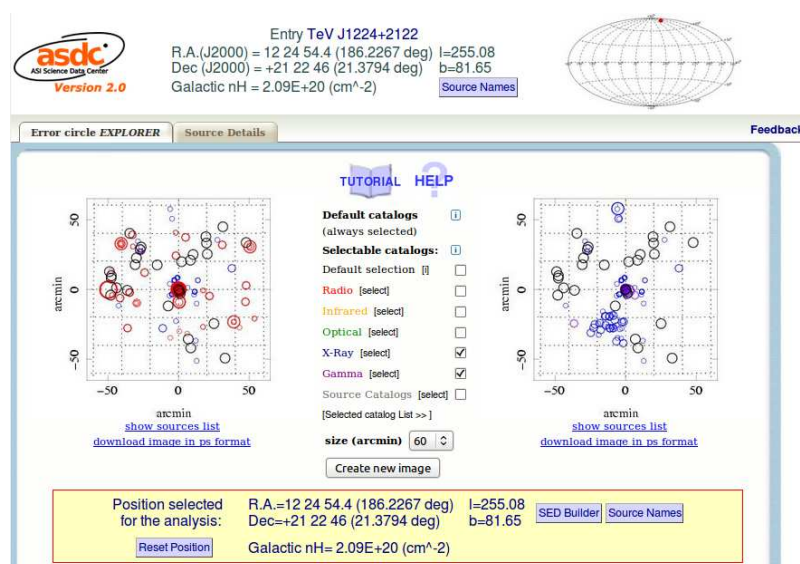 asdc
ASI Science Data Center
Version 2.0
Entry TeV J1224+2122
R.A.(J2000) = 12 24 54.4 (186.2267 deg) l=255.08
Dec (J2000) = +21 22 46 (21.3794 deg) b=81.65
Galactic nH = 2.09E+20 (cm^-2)
Source Names
Error circle EXPLORER
Source Details
Feedback
TUTORIAL
HELP
?
50
0
−50
arcmin
−50 0 50
arcmin
show sources list
download image in ps format
Default catalogs [i]
(always selected)
Selectable catalogs: [i]
Default selection [i]
Radio [select]
Infrared [select]
Optical [select]
X-Ray [select]
Gamma [select]
Source Catalogs [select]
[Selected catalog List >> ]
size (arcmin) 60
Create new image
50
0
−50
arcmin
−50 0 50
arcmin
show sources list
download image in ps format
Position selected
for the analysis:
R.A.=12 24 54.4 (186.2267 deg) l=255.08
Dec=+21 22 46 (21.3794 deg) b=81.65
SED Builder
Source Names
Reset Position
Galactic nH= 2.09E+20 (cm^-2)